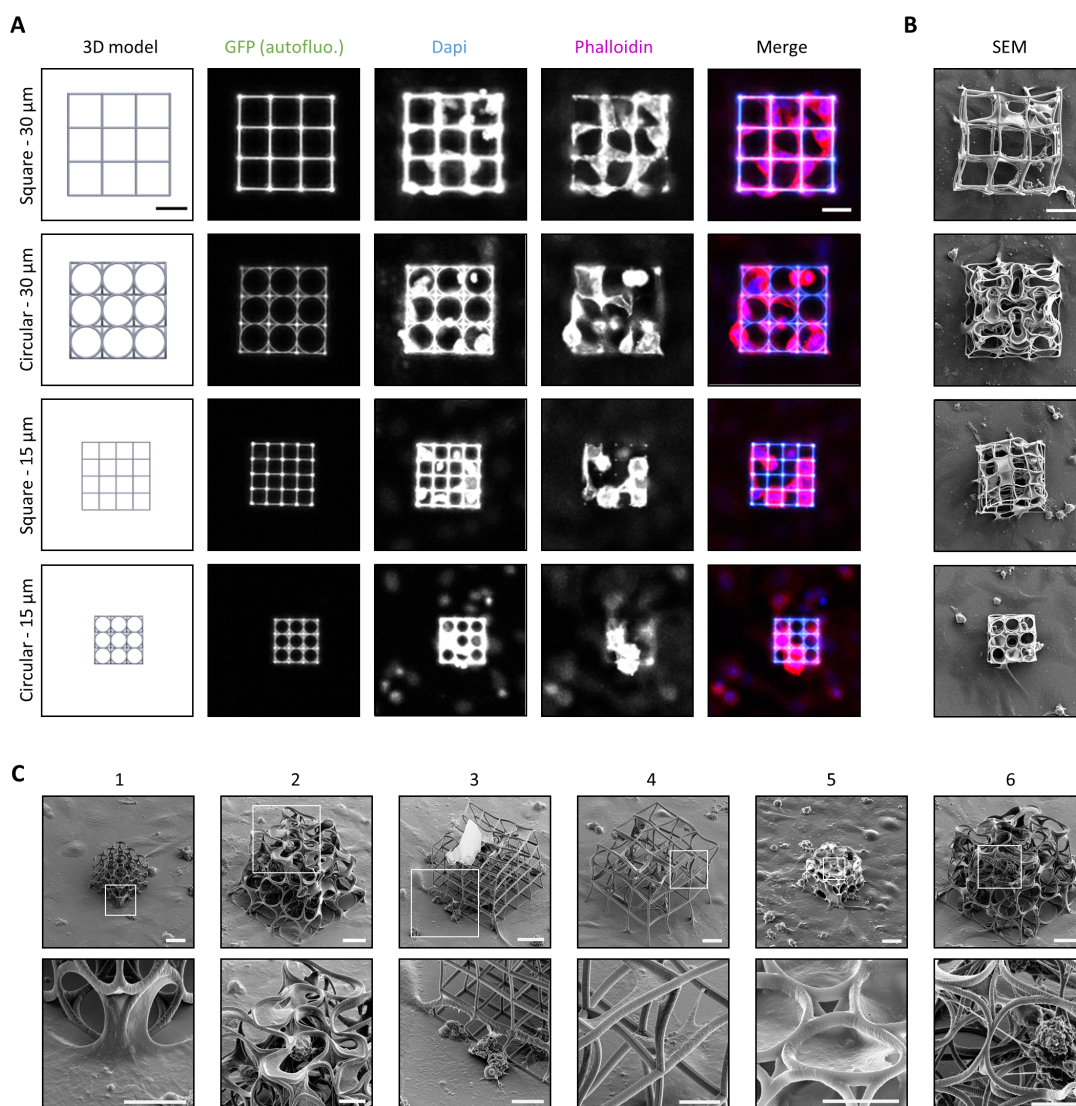 A
B
3D model
GFP (autofluo.)
Dapi
Phalloidin
Merge
SEM
Square - 30 µm
Circular - 30 µm
Square - 15 µm
Circular - 15 µm
C
1
2
3
4
5
6